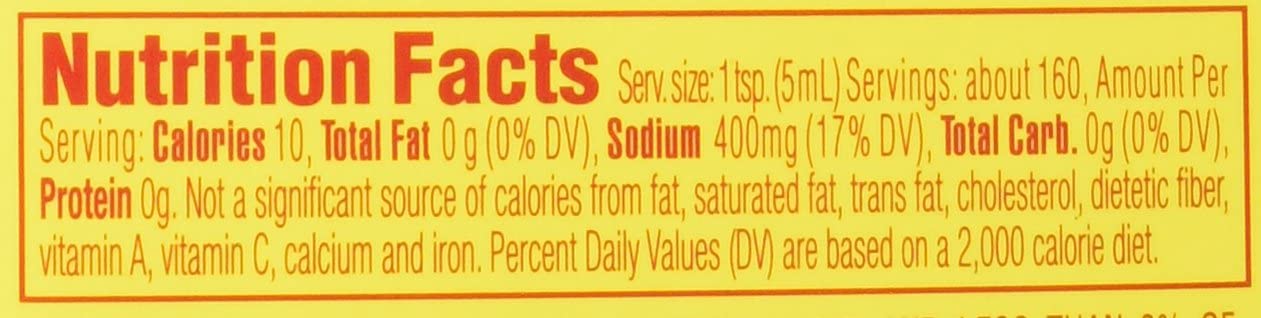 Nutrition Facts Serv. size: 1 tsp. (5mL) Servings: about 160, Amount Per
Serving: Calories 10, Total Fat 0 g (0% DV), Sodium 400mg (17% DV), Total Carb. 0g (0% DV),
Protein 0g. Not a significant source of calories from fat, saturated fat, trans fat, cholesterol, dietetic fiber,
vitamin A, vitamin C, calcium and iron. Percent Daily Values (DV) are based on a 2,000 calorie diet.
THAN 2% OF